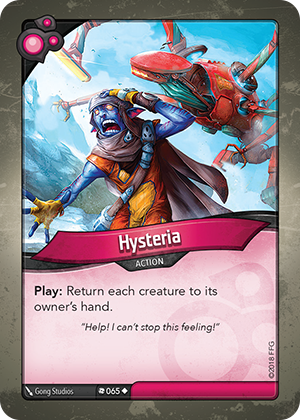 Hysteria
ACTION
Play: Return each creature to its
owner's hand.
"Help! I can't stop this feeling!"
Gong Studios
065
©2018 FFG